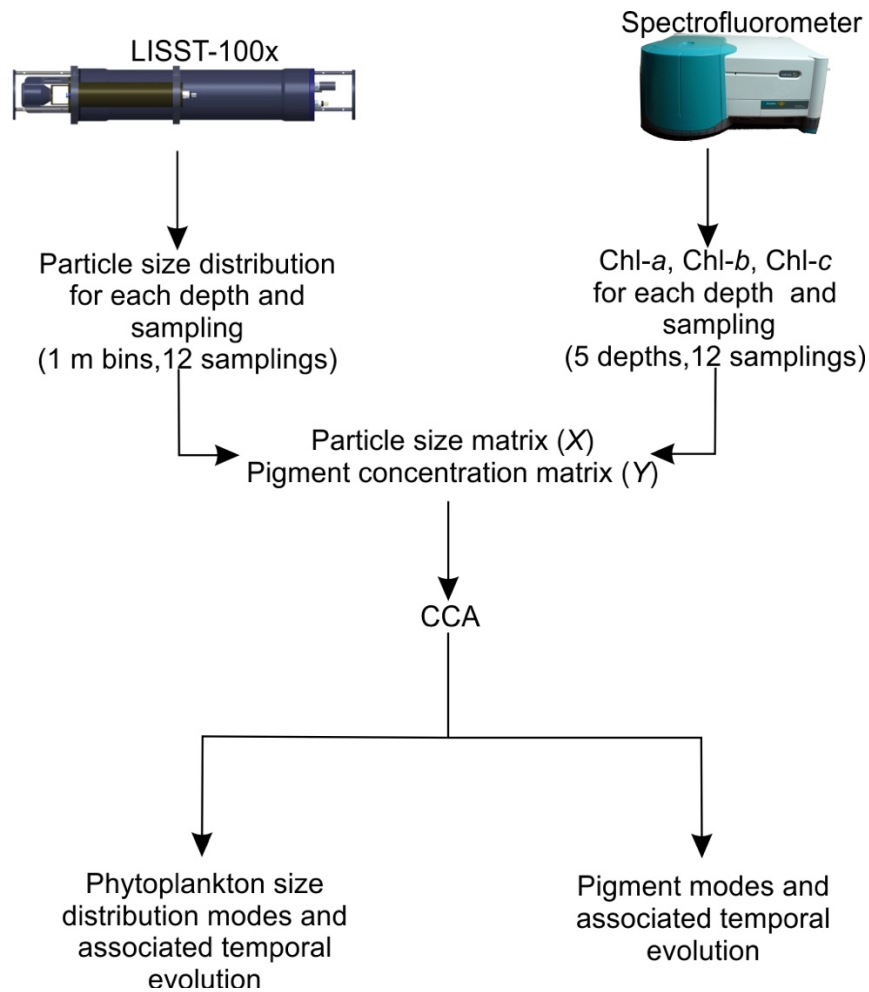 LISST-100x
Spectrofluorometer
Particle size distribution
for each depth and
sampling
(1 m bins,12 samplings)
Chl-a, Chl-b, Chl-c
for each depth and
sampling
(5 depths,12 samplings)
Particle size matrix (X)
Pigment concentration matrix (Y)
CCA
Phytoplankton size
distribution modes and
associated temporal
evolution
Pigment modes and
associated temporal
evolution